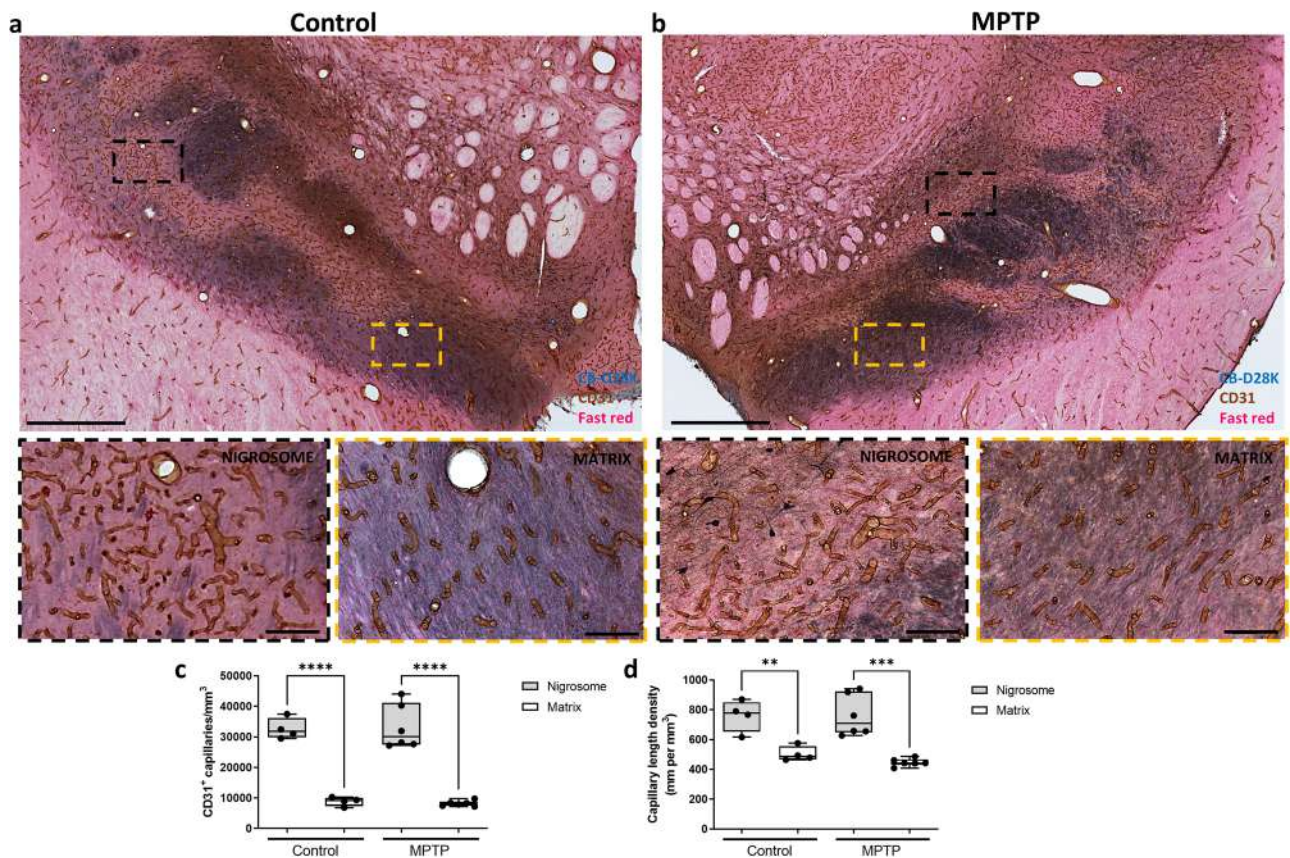 a Control
b MPTP
CB-D28K
CD31
Fast red
CB-D28K
CD31
Fast red
NIGROSOME
MATRIX
NIGROSOME
MATRIX
c
CD31⁺ capillaries/mm³
50000
40000
30000
20000
10000
0
****
****
Nigrosome
Matrix
Control
MPTP
d
Capillary length density
(mm per mm³)
1000
800
600
400
200
0
**
***
Nigrosome
Matrix
Control
MPTP